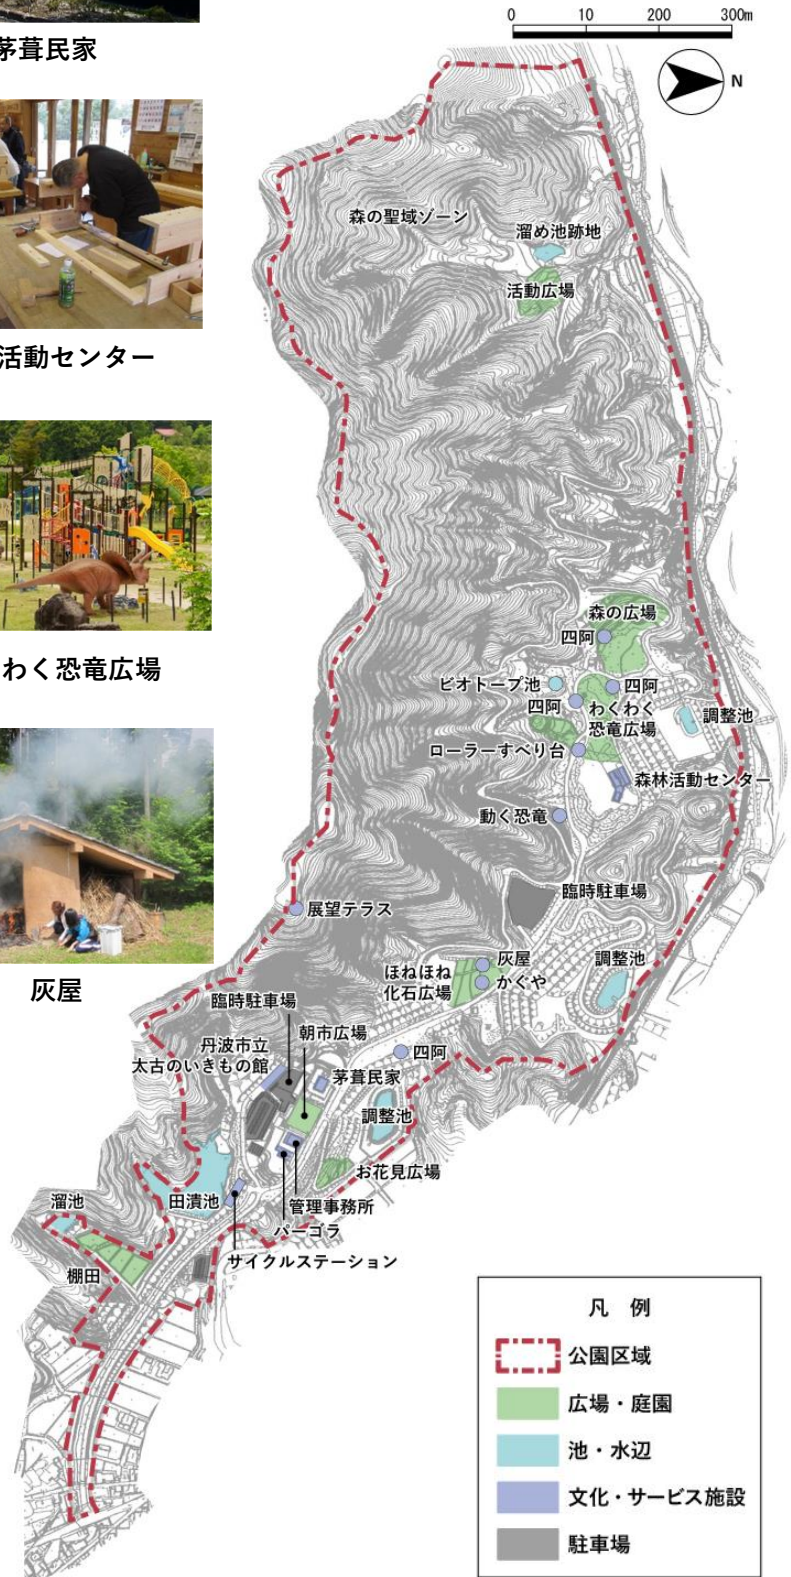 茅葺民家
活動センター
わく恐竜広場
灰屋
0 10 200 300m
N
森の聖域ゾーン
溜め池跡地
活動広場
森の広場
四阿
ビオトープ池
四阿
四阿
わくわく
恐竜広場
調整池
ローラーすべり台
森林活動センター
動く恐竜
臨時駐車場
展望テラス
灰屋
ほねほね
化石広場
かくや
調整池
臨時駐車場
朝市広場
丹波市立
太古のいきもの館
四阿
茅葺民家
調整池
お花見広場
溜池
田漬池
管理事務所
パーゴラ
サイクルステーション
棚田
凡 例
公園区域
広場・庭園
池・水辺
文化・サービス施設
駐車場